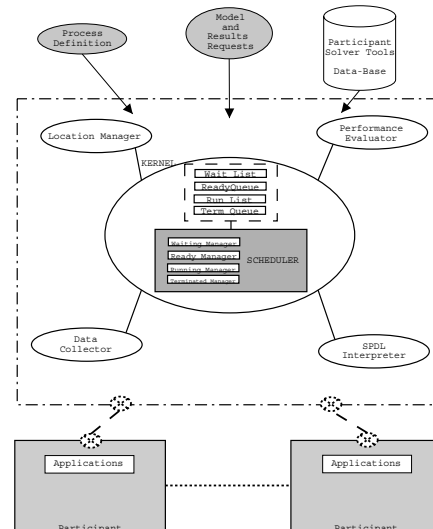 Process
Definition
Model
and
Results
Requests
Participant
Solver Tools
Data-Base
Location Manager
Performance
Evaluator
KERNEL
Wait List
ReadyQueue
Run List
Term Queue
Waiting Manager
Ready Manager
Running Manager
Terminated Manager
SCHEDULER
Data
Collector
SPDL
Interpreter
Applications
Applications
Participant
Participant